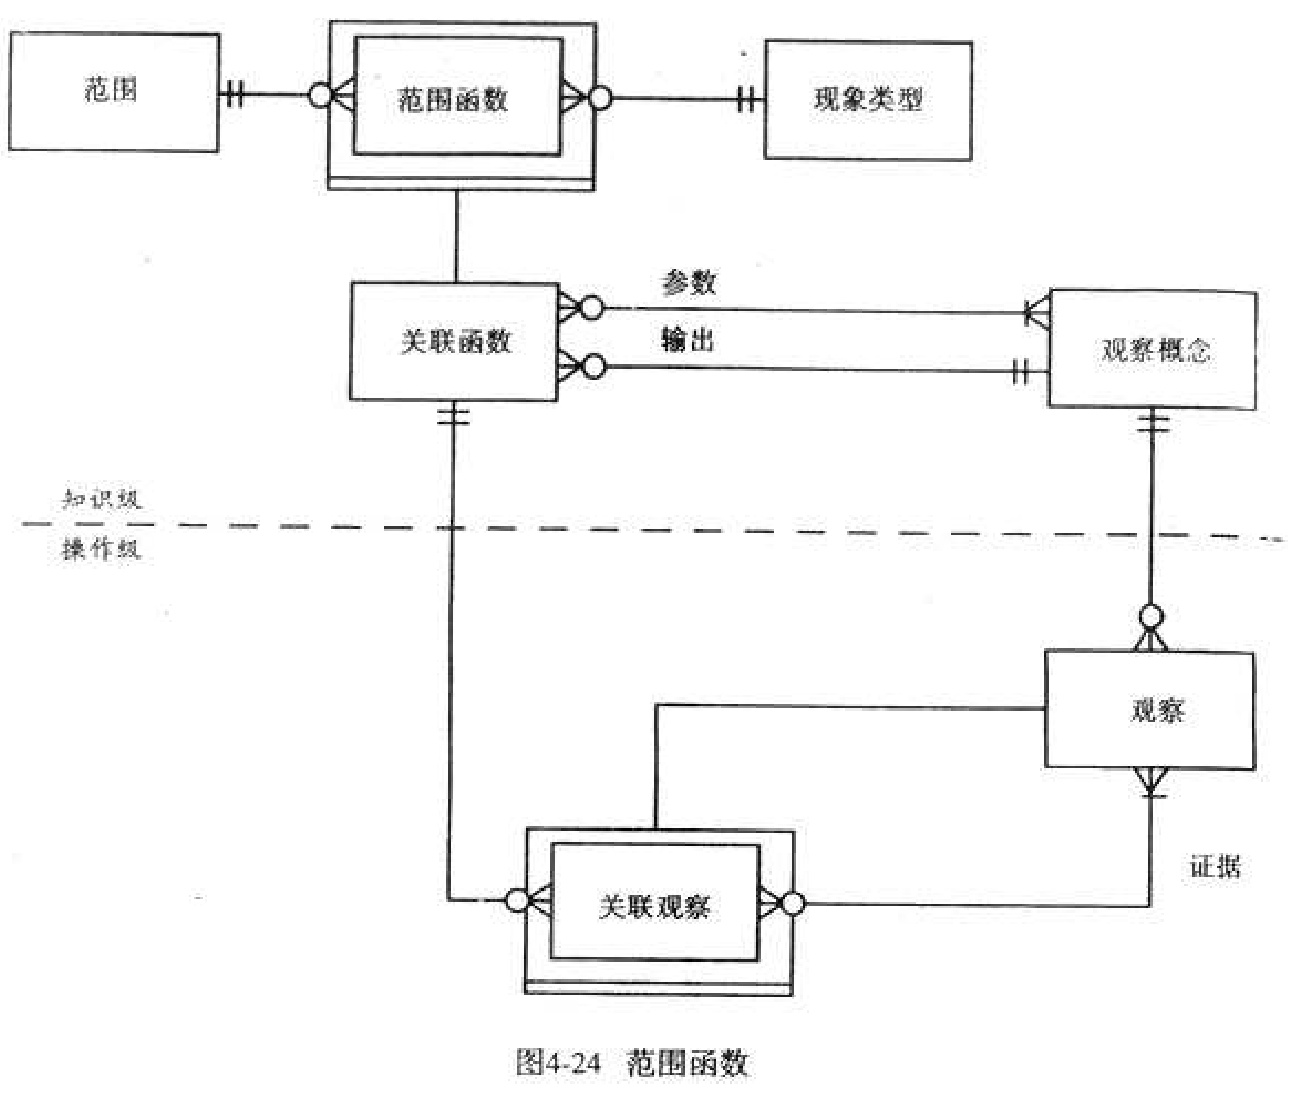 范围
范围函数
现象类型
参数
关联函数
输出
观察概念
知识级
操作级
观察
证据
关联观察
图4-24 范围函数